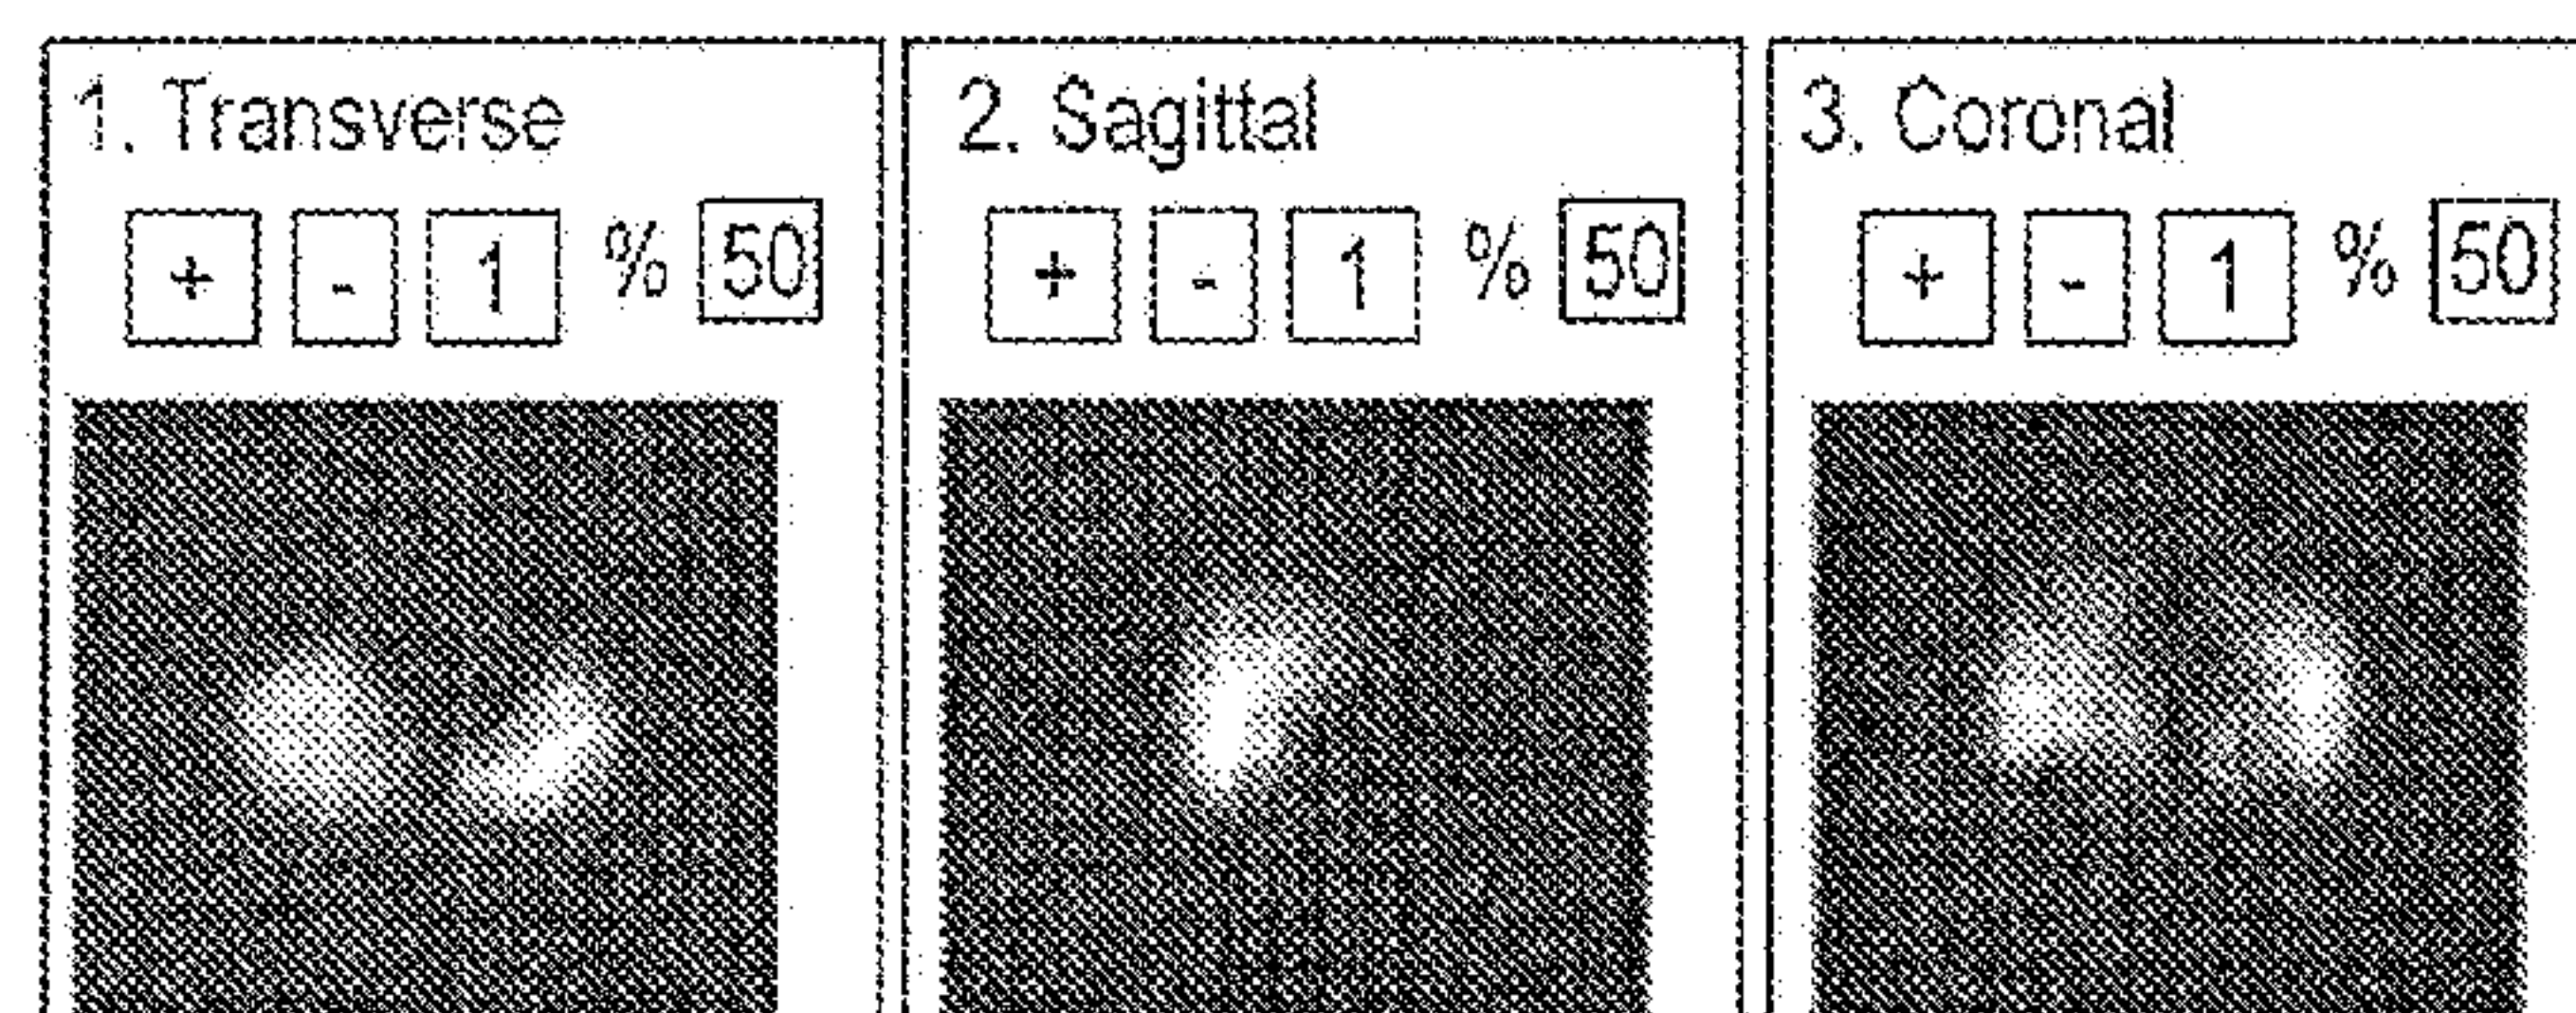 1. Transverse
+ - 1 % 50
2. Sagittal
+ - 1 % 50
3. Coronal
+ - 1 % 50